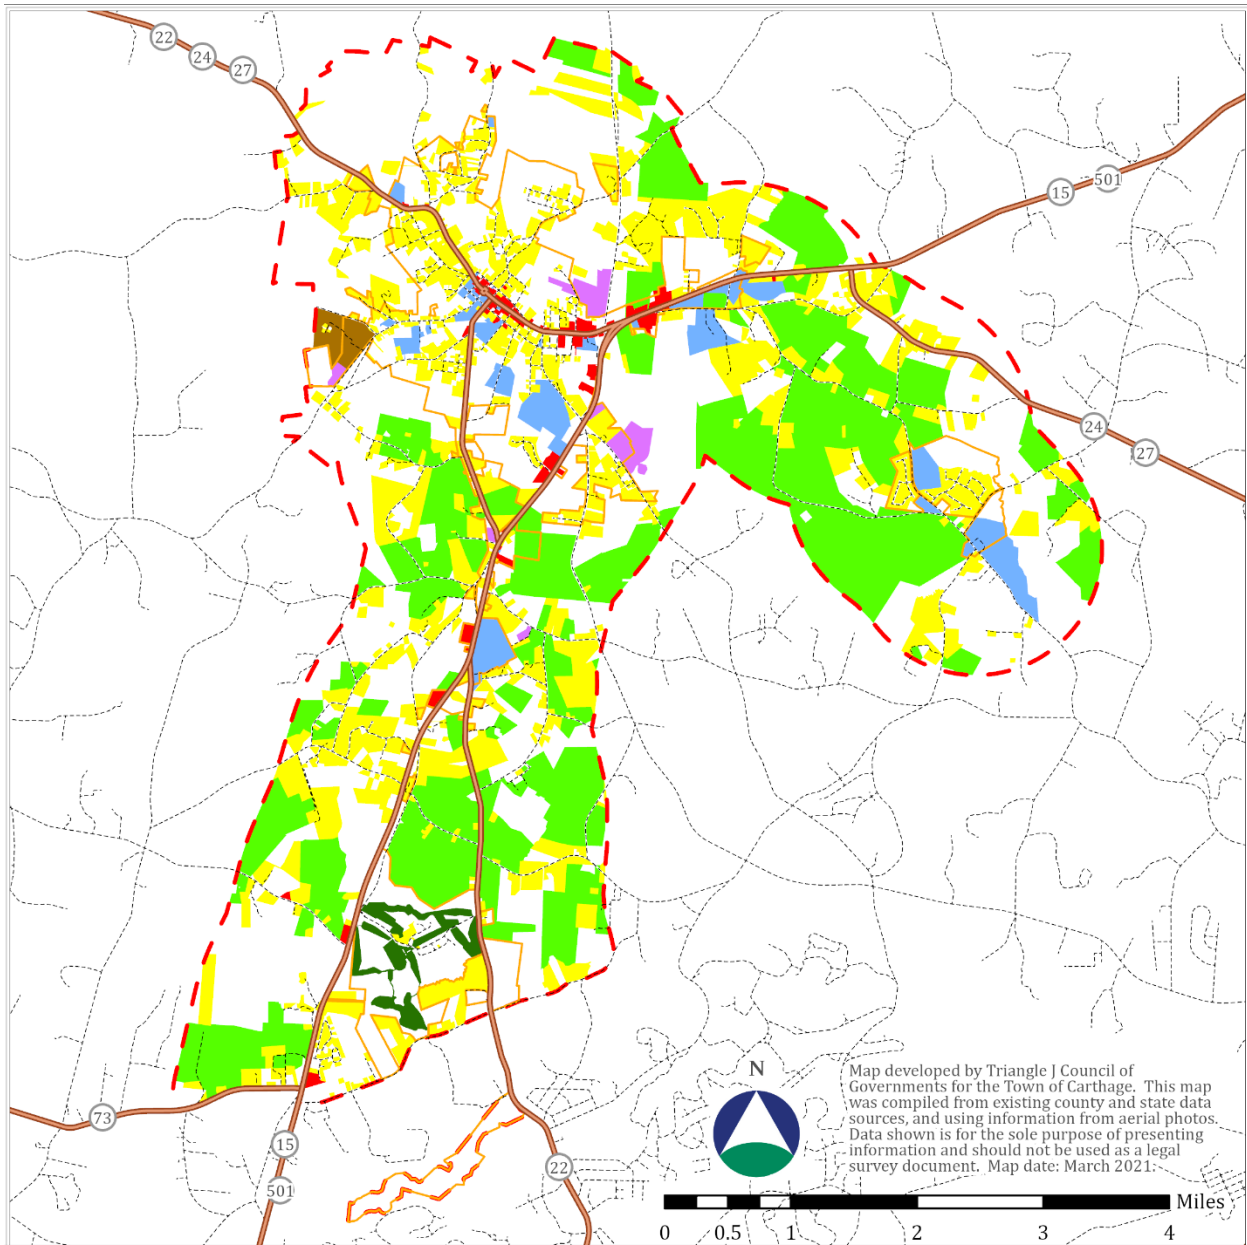 22
24
27
501
15
24
27
N
Map developed by Triangle J Council of
Governments for the Town of Carthage. This map
was compiled from existing county and state data
sources, and using information from aerial photos.
Data shown is for the sole purpose of presenting
information and should not be used as a legal
survey document. Map date: March 2021.
73
15
22
501
Miles
0 0.5 1 2 3 4